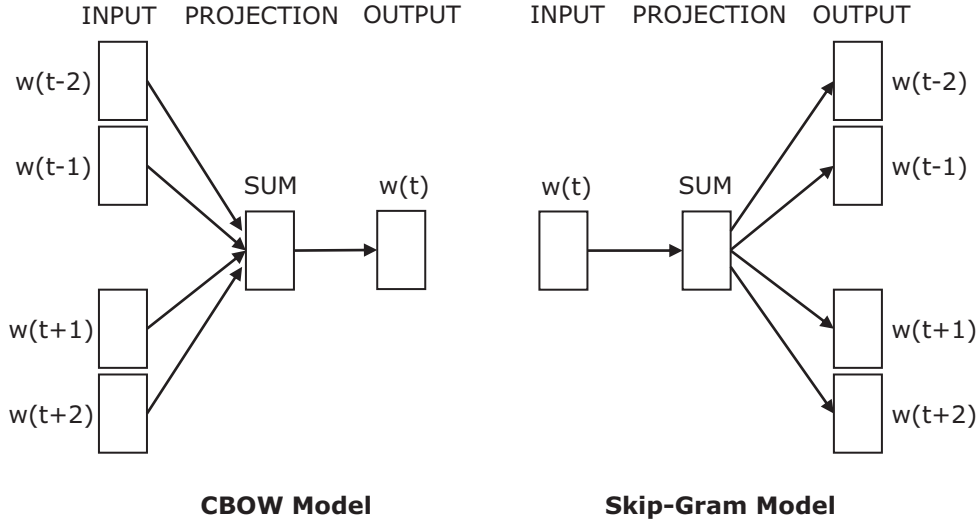 INPUT PROJECTION OUTPUT
w(t-2)
w(t-1)
SUM w(t)
w(t+1)
w(t+2)
CBOW Model
INPUT PROJECTION OUTPUT
w(t-2)
w(t-1)
w(t) SUM
w(t+1)
w(t+2)
Skip-Gram Model